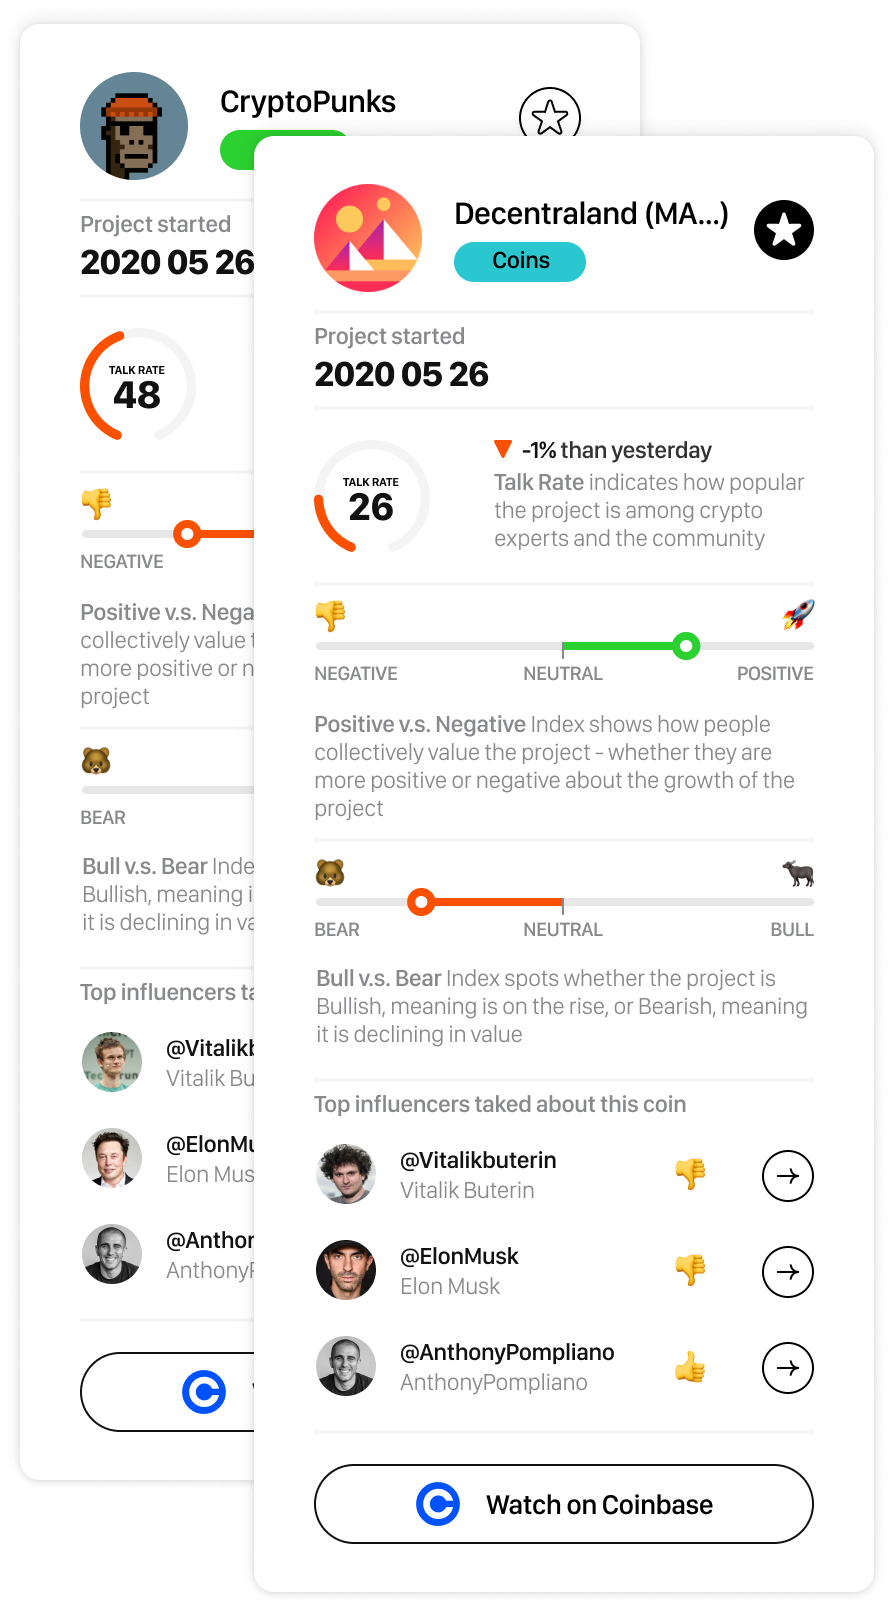 CryptoPunks
Project started
2020 05 26
TALK RATE
48
NEGATIVE
Positive v.s. Nega
collectively value
more positive or n
project
BEAR
Bull v.s. Bear Inde
Bullish, meaning i
it is declining in va
Top influencers ta
@Vitalikb
Vitalik Bu
@ElonMu
Elon Mus
@Anthor
Anthony
Decentraland (MA...)
Coins
Project started
2020 05 26
TALK RATE
26
-1% than yesterday
Talk Rate indicates how popular
the project is among crypto
experts and the community
NEGATIVE NEUTRAL POSITIVE
Positive v.s. Negative Index shows how people
collectively value the project - whether they are
more positive or negative about the growth of the
project
BEAR NEUTRAL BULL
Bull v.s. Bear Index spots whether the project is
Bullish, meaning is on the rise, or Bearish, meaning
it is declining in value
Top influencers taked about this coin
@Vitalikbuterin
Vitalik Buterin
@ElonMusk
Elon Musk
@AnthonyPompliano
AnthonyPompliano
Watch on Coinbase